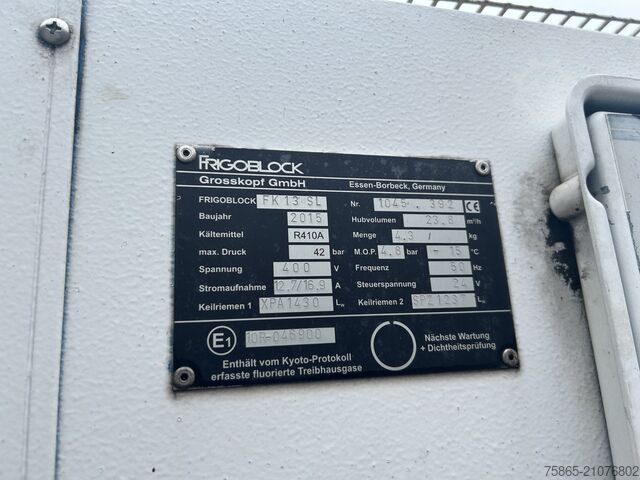 FRIGOBLOCK
Grosskopf GmbH Essen-Borbeck, Germany
FRIGOBLOCK FK 13 SL Nr. 1045 . 392 CE
Baujahr 2015 Hubvolumen 23.8 m³/h
Kältemittel R410A Menge 4.3 / kg
max. Druck 42 bar M.O.P. 4.8 bar - 15 °C
Spannung 400 V Frequenz 50 Hz
Stromaufnahme 12.7/16.9 A Steuerspannung 24 V
Keilriemen 1 XPA1430 Lw Keilriemen 2 SPZ1237 Lw
E1 10R-046900 Nächste Wartung
+ Dichtheitsprüfung
Enthält vom Kyoto-Protokoll
erfasste fluorierte Treibhausgase
75865-21076802